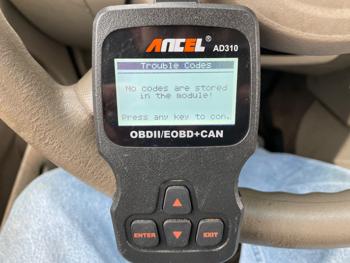 ANCEL
AD310
Trouble Codes
No codes are stored
in the module!
Press any key to con.
OBDII/EOBD+CAN
ENTER
EXIT